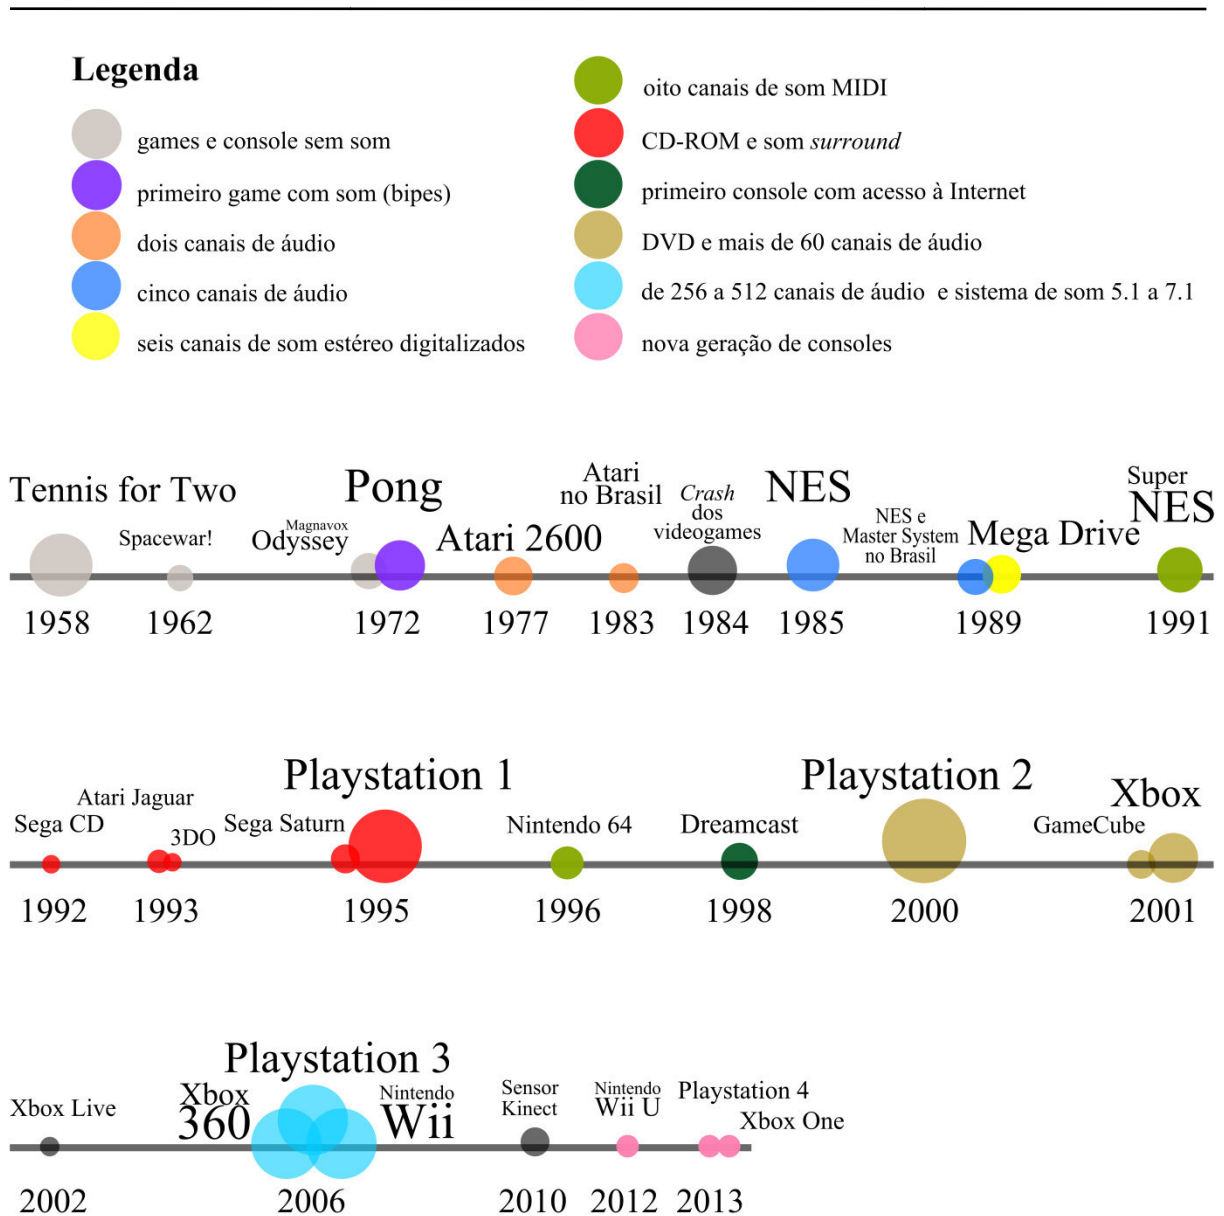 Legenda
games e console sem som
primeiro game com som (bipes)
dois canais de áudio
cinco canais de áudio
seis canais de som estéreo digitalizados
oito canais de som MIDI
CD-ROM e som surround
primeiro console com acesso à Internet
DVD e mais de 60 canais de áudio
de 256 a 512 canais de áudio e sistema de som 5.1 a 7.1
nova geração de consoles
Tennis for Two
Spacewar!
Magnavox
Odyssey
Pong
Atari 2600
Atari
no Brasil
Crash
dos
videogames
NES
NES e
Master System
no Brasil
Mega Drive
Super
NES
1958
1962
1972
1977
1983
1984
1985
1989
1991
Sega CD
Atari Jaguar
3DO
Sega Saturn
Playstation 1
Nintendo 64
Dreamcast
Playstation 2
GameCube
Xbox
1992
1993
1995
1996
1998
2000
2001
Xbox Live
Xbox
360
Playstation 3
Nintendo
Wii
Sensor
Kinect
Nintendo
Wii U
Playstation 4
Xbox One
2002
2006
2010
2012
2013